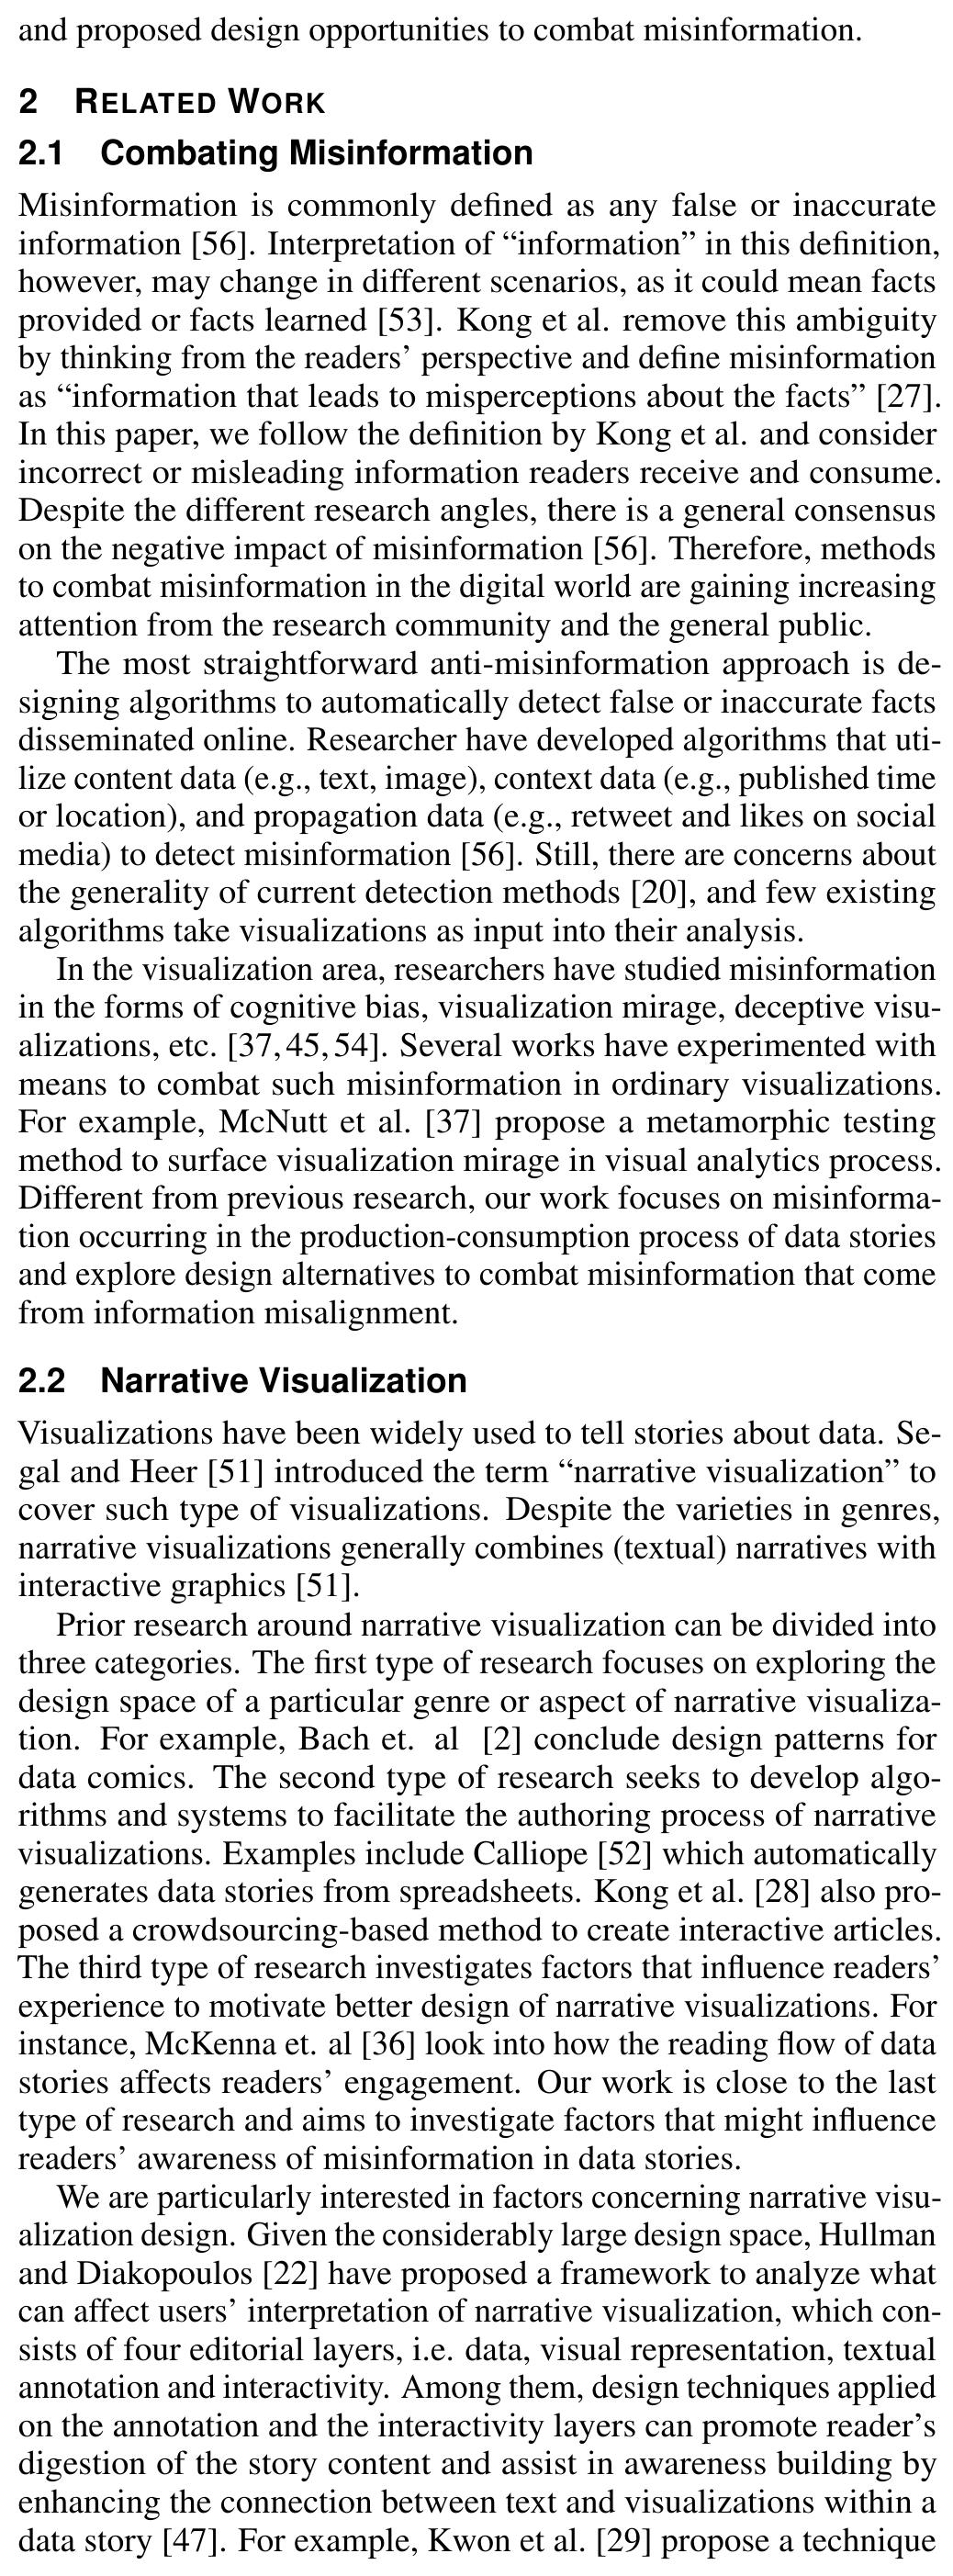 and proposed design opportunities to combat misinformation.
2 RELATED WORK
2.1 Combating Misinformation
Misinformation is commonly defined as any false or inaccurate
information [56]. Interpretation of “information” in this definition,
however, may change in different scenarios, as it could mean facts
provided or facts learned [53]. Kong et al. remove this ambiguity
by thinking from the readers’ perspective and define misinformation
as “information that leads to misperceptions about the facts” [27].
In this paper, we follow the definition by Kong et al. and consider
incorrect or misleading information readers receive and consume.
Despite the different research angles, there is a general consensus
on the negative impact of misinformation [56]. Therefore, methods
to combat misinformation in the digital world are gaining increasing
attention from the research community and the general public.
The most straightforward anti-misinformation approach is de-
signing algorithms to automatically detect false or inaccurate facts
disseminated online. Researcher have developed algorithms that uti-
lize content data (e.g., text, image), context data (e.g., published time
or location), and propagation data (e.g., retweet and likes on social
media) to detect misinformation [56]. Still, there are concerns about
the generality of current detection methods [20], and few existing
algorithms take visualizations as input into their analysis.
In the visualization area, researchers have studied misinformation
in the forms of cognitive bias, visualization mirage, deceptive visu-
alizations, etc. [37,45,54]. Several works have experimented with
means to combat such misinformation in ordinary visualizations.
For example, McNutt et al. [37] propose a metamorphic testing
method to surface visualization mirage in visual analytics process.
Different from previous research, our work focuses on misinforma-
tion occurring in the production-consumption process of data stories
and explore design alternatives to combat misinformation that come
from information misalignment.
2.2 Narrative Visualization
Visualizations have been widely used to tell stories about data. Se-
gal and Heer [51] introduced the term “narrative visualization” to
cover such type of visualizations. Despite the varieties in genres,
narrative visualizations generally combines (textual) narratives with
interactive graphics [51].
Prior research around narrative visualization can be divided into
three categories. The first type of research focuses on exploring the
design space of a particular genre or aspect of narrative visualiza-
tion. For example, Bach et. al [2] conclude design patterns for
data comics. The second type of research seeks to develop algo-
rithms and systems to facilitate the authoring process of narrative
visualizations. Examples include Calliope [52] which automatically
generates data stories from spreadsheets. Kong et al. [28] also pro-
posed a crowdsourcing-based method to create interactive articles.
The third type of research investigates factors that influence readers’
experience to motivate better design of narrative visualizations. For
instance, McKenna et. al [36] look into how the reading flow of data
stories affects readers’ engagement. Our work is close to the last
type of research and aims to investigate factors that might influence
readers’ awareness of misinformation in data stories.
We are particularly interested in factors concerning narrative visu-
alization design. Given the considerably large design space, Hullman
and Diakopoulos [22] have proposed a framework to analyze what
can affect users’ interpretation of narrative visualization, which con-
sists of four editorial layers, i.e. data, visual representation, textual
annotation and interactivity. Among them, design techniques applied
on the annotation and the interactivity layers can promote reader’s
digestion of the story content and assist in awareness building by
enhancing the connection between text and visualizations within a
data story [47]. For example, Kwon et al. [29] propose a technique